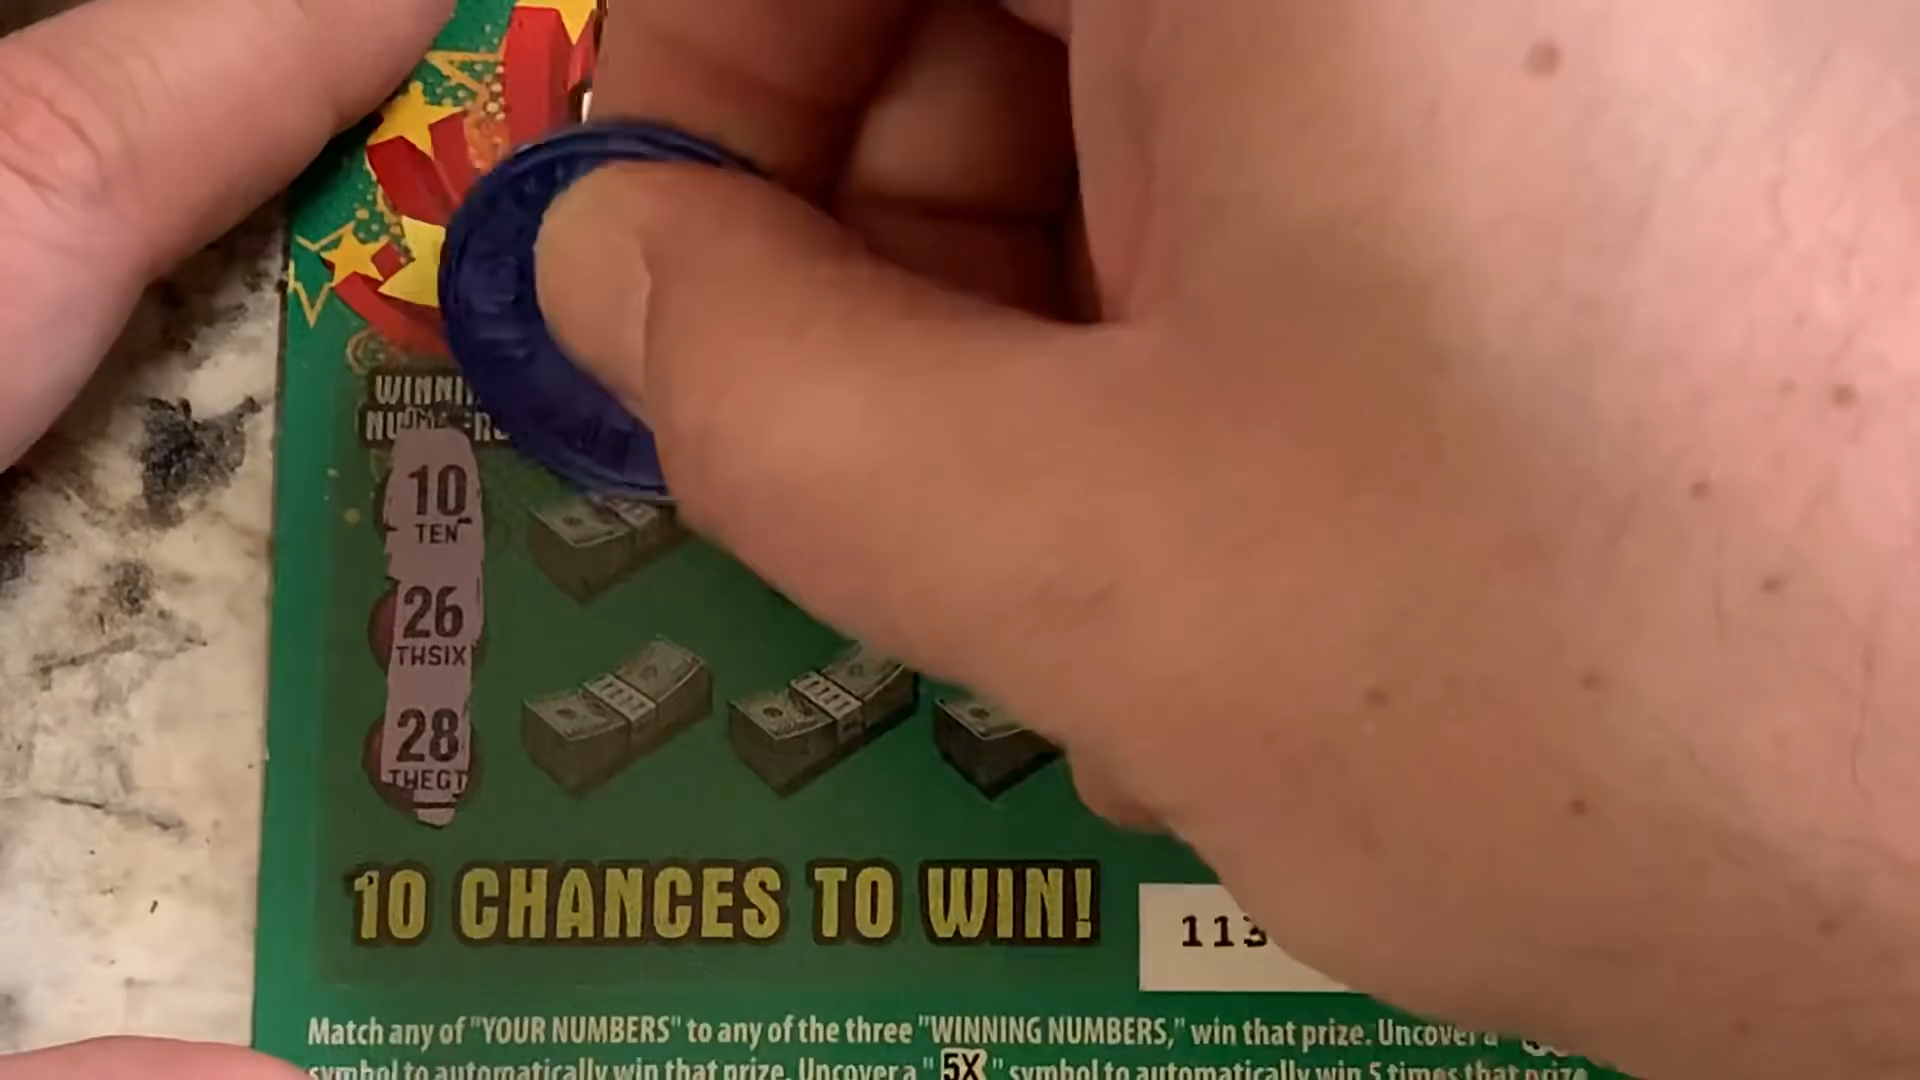 10
TEN
26
THSIX
28
THEGT
10 CHANCES TO WIN!
113
Match any of "YOUR NUMBERS" to any of the three "WINNING NUMBERS," win that prize. Uncover a
symbol to automatically win that prize. Uncover a "5X" symbol to automatically win 5 times that prize